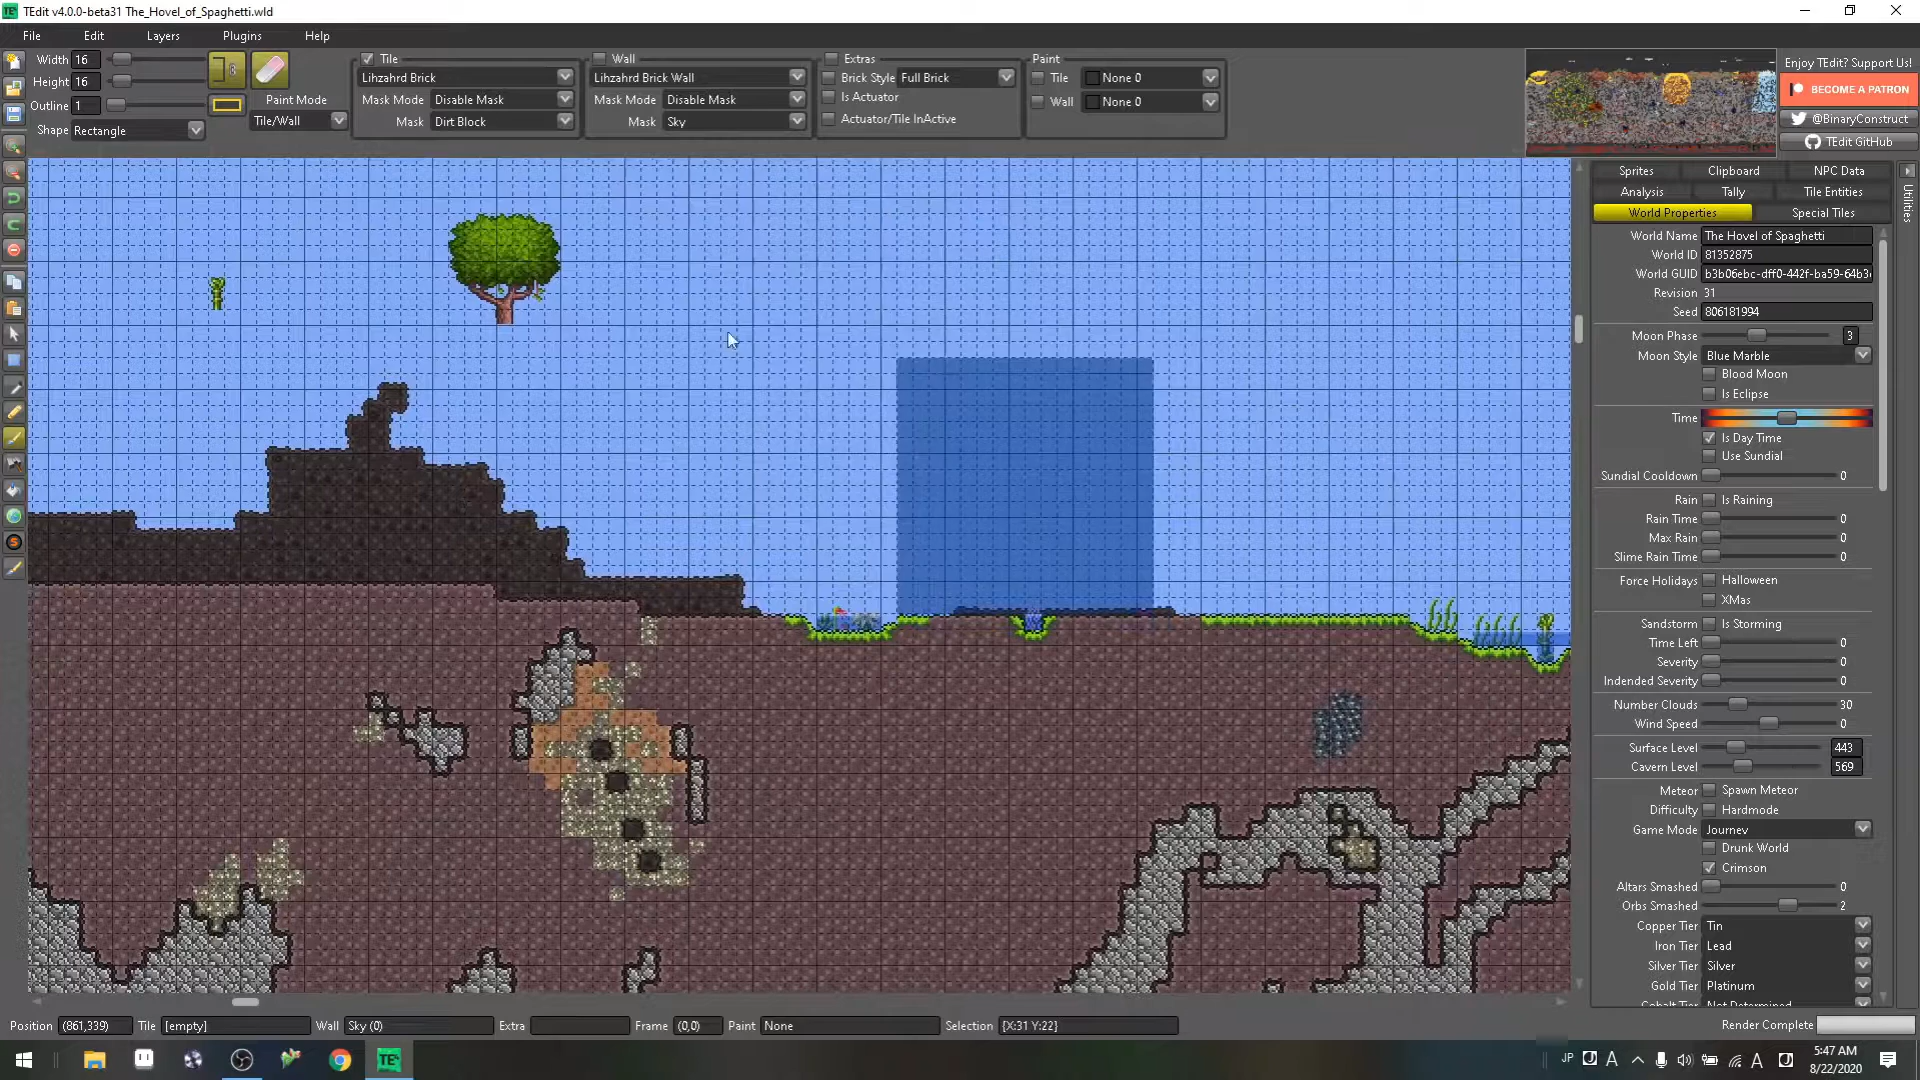 TEdit v4.0.0-beta31 The_Hovel_of_Spaghetti.wld
File Edit Layers Plugins Help
Width 16
Height 16
Outline 1
Shape Rectangle
Paint Mode
Tile/Wall
Tile
Lihzahrd Brick
Mask Mode Disable Mask
Mask Dirt Block
Wall
Lihzahrd Brick Wall
Mask Mode Disable Mask
Mask Sky
Extras
Brick Style Full Brick
Is Actuator
Actuator/Tile InActive
Paint
Tile None 0
Wall None 0
Enjoy TEdit? Support Us!
BECOME A PATRON
@BinaryConstruct
TEdit GitHub
Sprites Clipboard NPC Data
Analysis Tally Tile Entities
World Properties Special Tiles
Utilities
World Name The Hovel of Spaghetti
World ID 81352875
World GUID b3b06ebc-dff0-442f-ba59-64b3
Revision 31
Seed 806181994
Moon Phase 3
Moon Style Blue Marble
Blood Moon
Is Eclipse
Time
Is Day Time
Use Sundial
Sundial Cooldown 0
Rain Is Raining
Rain Time 0
Max Rain 0
Slime Rain Time 0
Force Holidays Halloween
XMas
Sandstorm Is Storming
Time Left 0
Severity 0
Indended Severity 0
Number Clouds 30
Wind Speed 0
Surface Level 443
Cavern Level 569
Meteor Spawn Meteor
Difficulty Hardmode
Game Mode Journey
Drunk World
Crimson
Altars Smashed 0
Orbs Smashed 2
Copper Tier Tin
Iron Tier Lead
Silver Tier Silver
Gold Tier Platinum
Cobalt Tier Not Determined
Position (861,339) Tile [empty] Wall Sky (0) Extra Frame (0,0) Paint None Selection {X:31 Y:22} Render Complete
JP A A
5:47 AM
8/22/2020